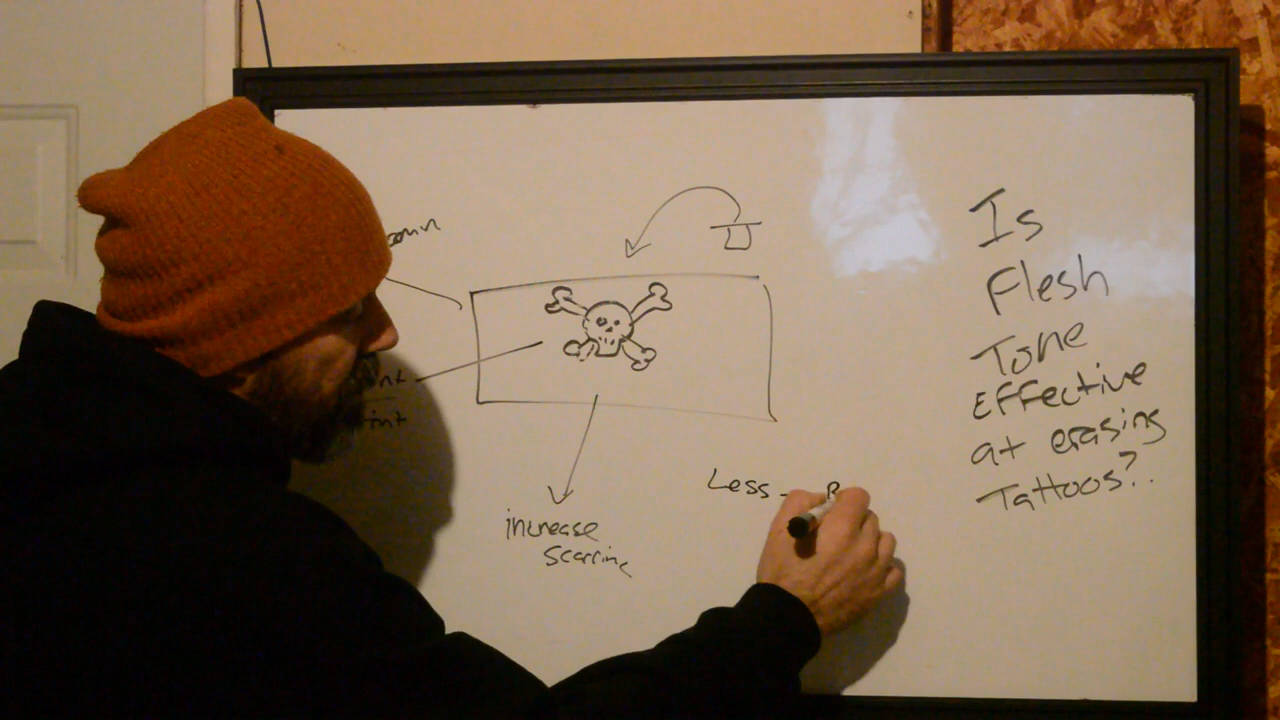 Is
Flesh
Tone
Effective
at erasing
Tattoos?.
increase
scarring
Less -